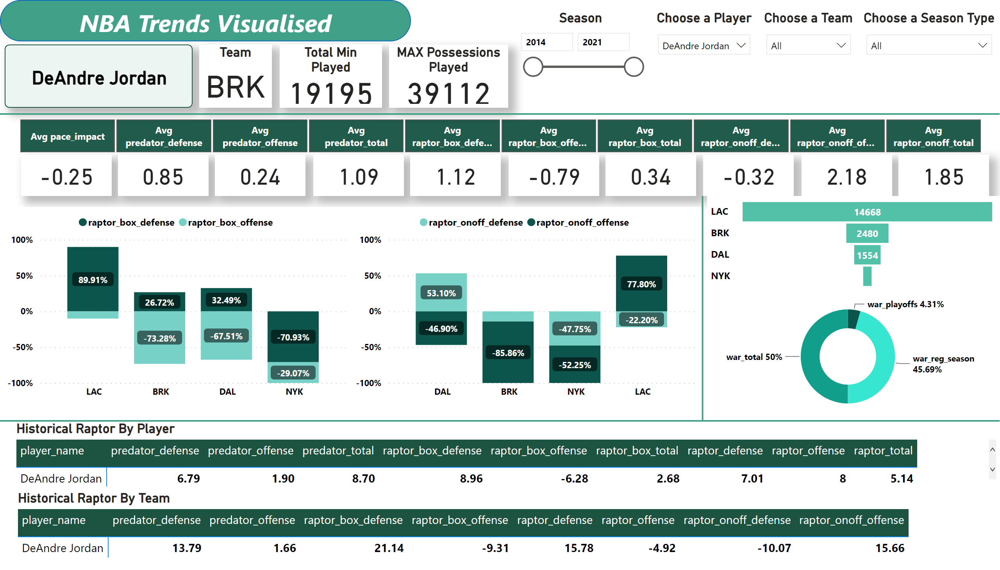 NBA Trends Visualised
Season
Choose a Player
Choose a Team
Choose a Season Type
2014
2021
DeAndre Jordan
All
All
DeAndre Jordan
Team
BRK
Total Min
Played
19195
MAX Possessions
Played
39112
Avg pace_impact
Avg
predator_defense
Avg
predator_offense
Avg
predator_total
Avg
raptor_box_defe...
Avg
raptor_box_offe...
Avg
raptor_box_total
Avg
raptor_onoff_de...
Avg
raptor_onoff_of...
Avg
raptor_onoff_total
-0.25
0.85
0.24
1.09
1.12
-0.79
0.34
-0.32
2.18
1.85
raptor_box_defense raptor_box_offense
100%
50%
0%
-50%
-100%
89.91%
26.72%
-73.28%
32.49%
-67.51%
-70.93%
-29.07%
LAC BRK DAL NYK
raptor_onoff_defense raptor_onoff_offense
100%
50%
0%
-50%
-100%
53.10%
-46.90%
-85.86%
-47.75%
-52.25%
77.80%
-22.20%
DAL BRK NYK LAC
LAC 14668
BRK 2480
DAL 1554
NYK
war_playoffs 4.31%
war_total 50%
war_reg_season
45.69%
Historical Raptor By Player
player_name predator_defense predator_offense predator_total raptor_box_defense raptor_box_offense raptor_box_total raptor_defense raptor_offense raptor_total
DeAndre Jordan 6.79 1.90 8.70 8.96 -6.28 2.68 7.01 8 5.14
Historical Raptor By Team
player_name predator_defense predator_offense raptor_box_defense raptor_box_offense raptor_defense raptor_offense raptor_onoff_defense raptor_onoff_offense
DeAndre Jordan 13.79 1.66 21.14 -9.31 15.78 -4.92 -10.07 15.66